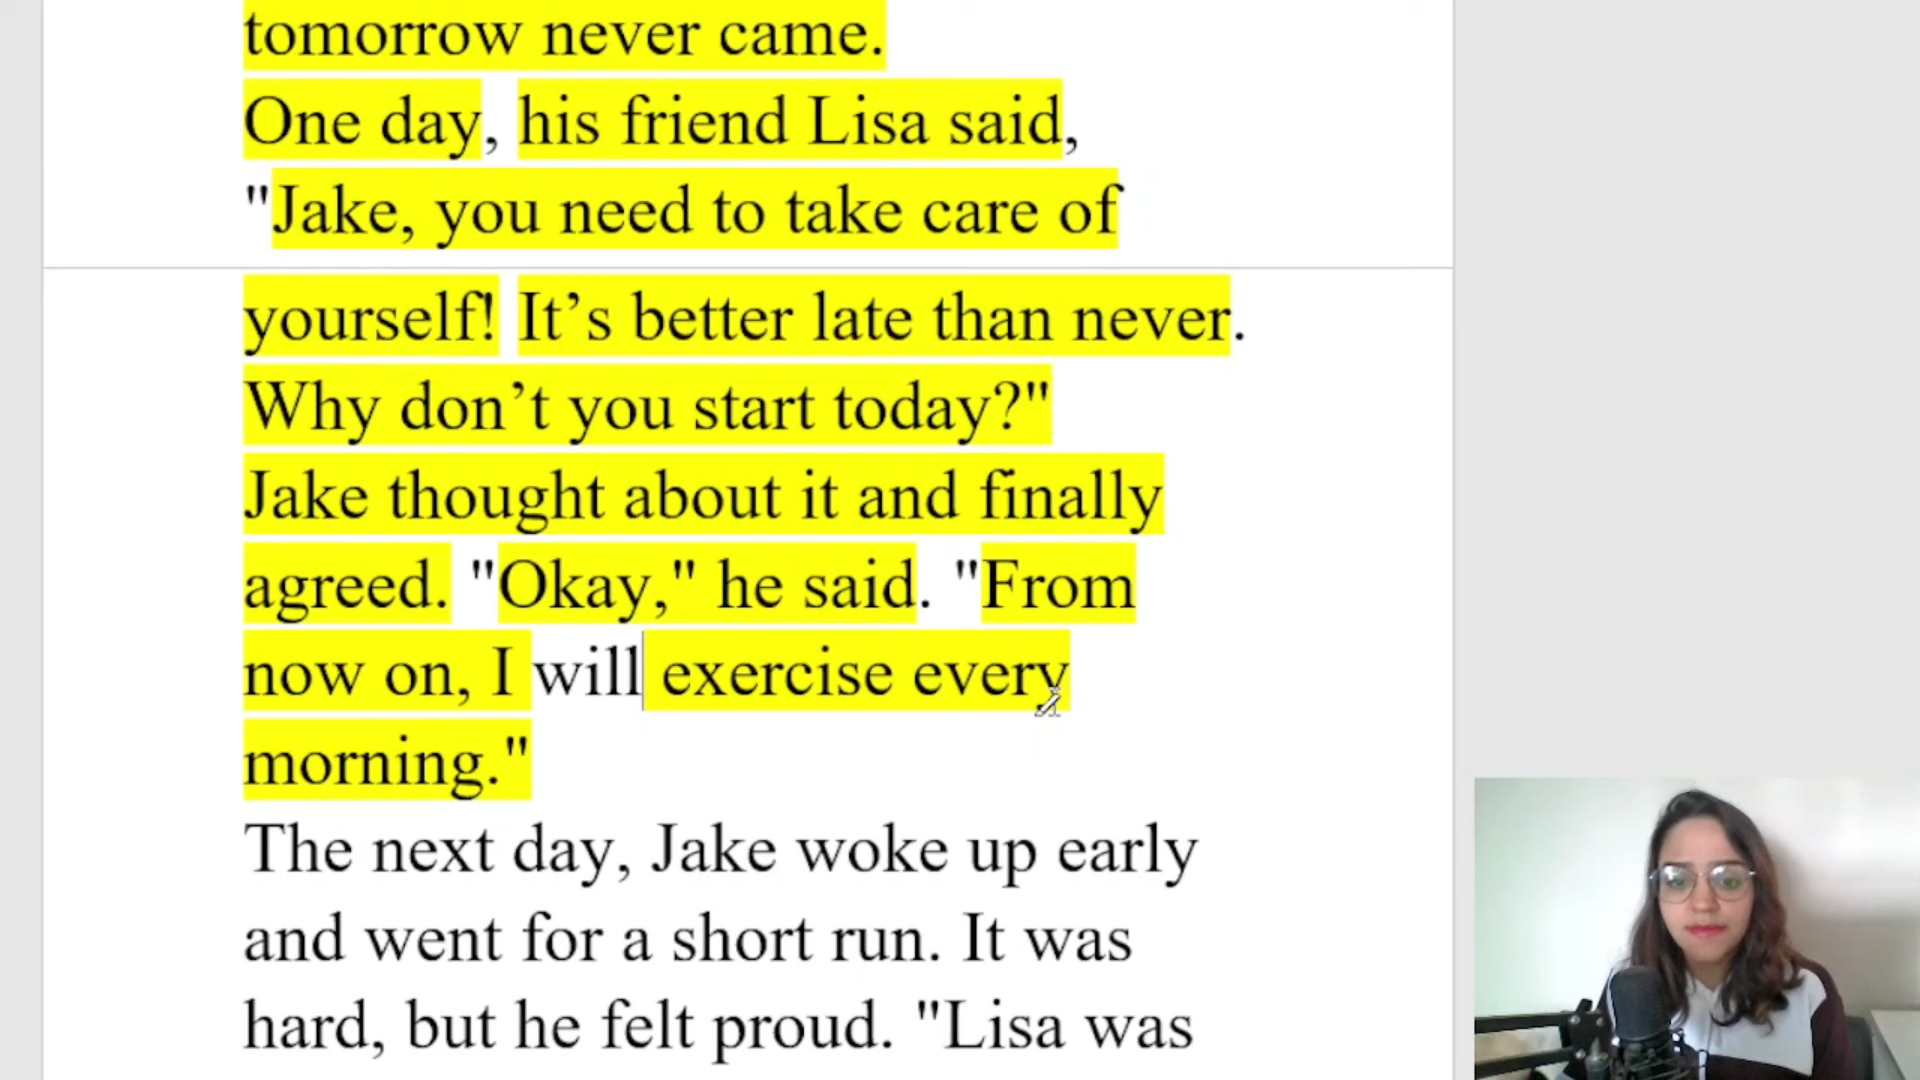 tomorrow never came.
One day, his friend Lisa said,
"Jake, you need to take care of
yourself! It’s better late than never.
Why don’t you start today?"
Jake thought about it and finally
agreed. "Okay," he said. "From
now on, I will exercise every
morning."
The next day, Jake woke up early
and went for a short run. It was
hard, but he felt proud. "Lisa was